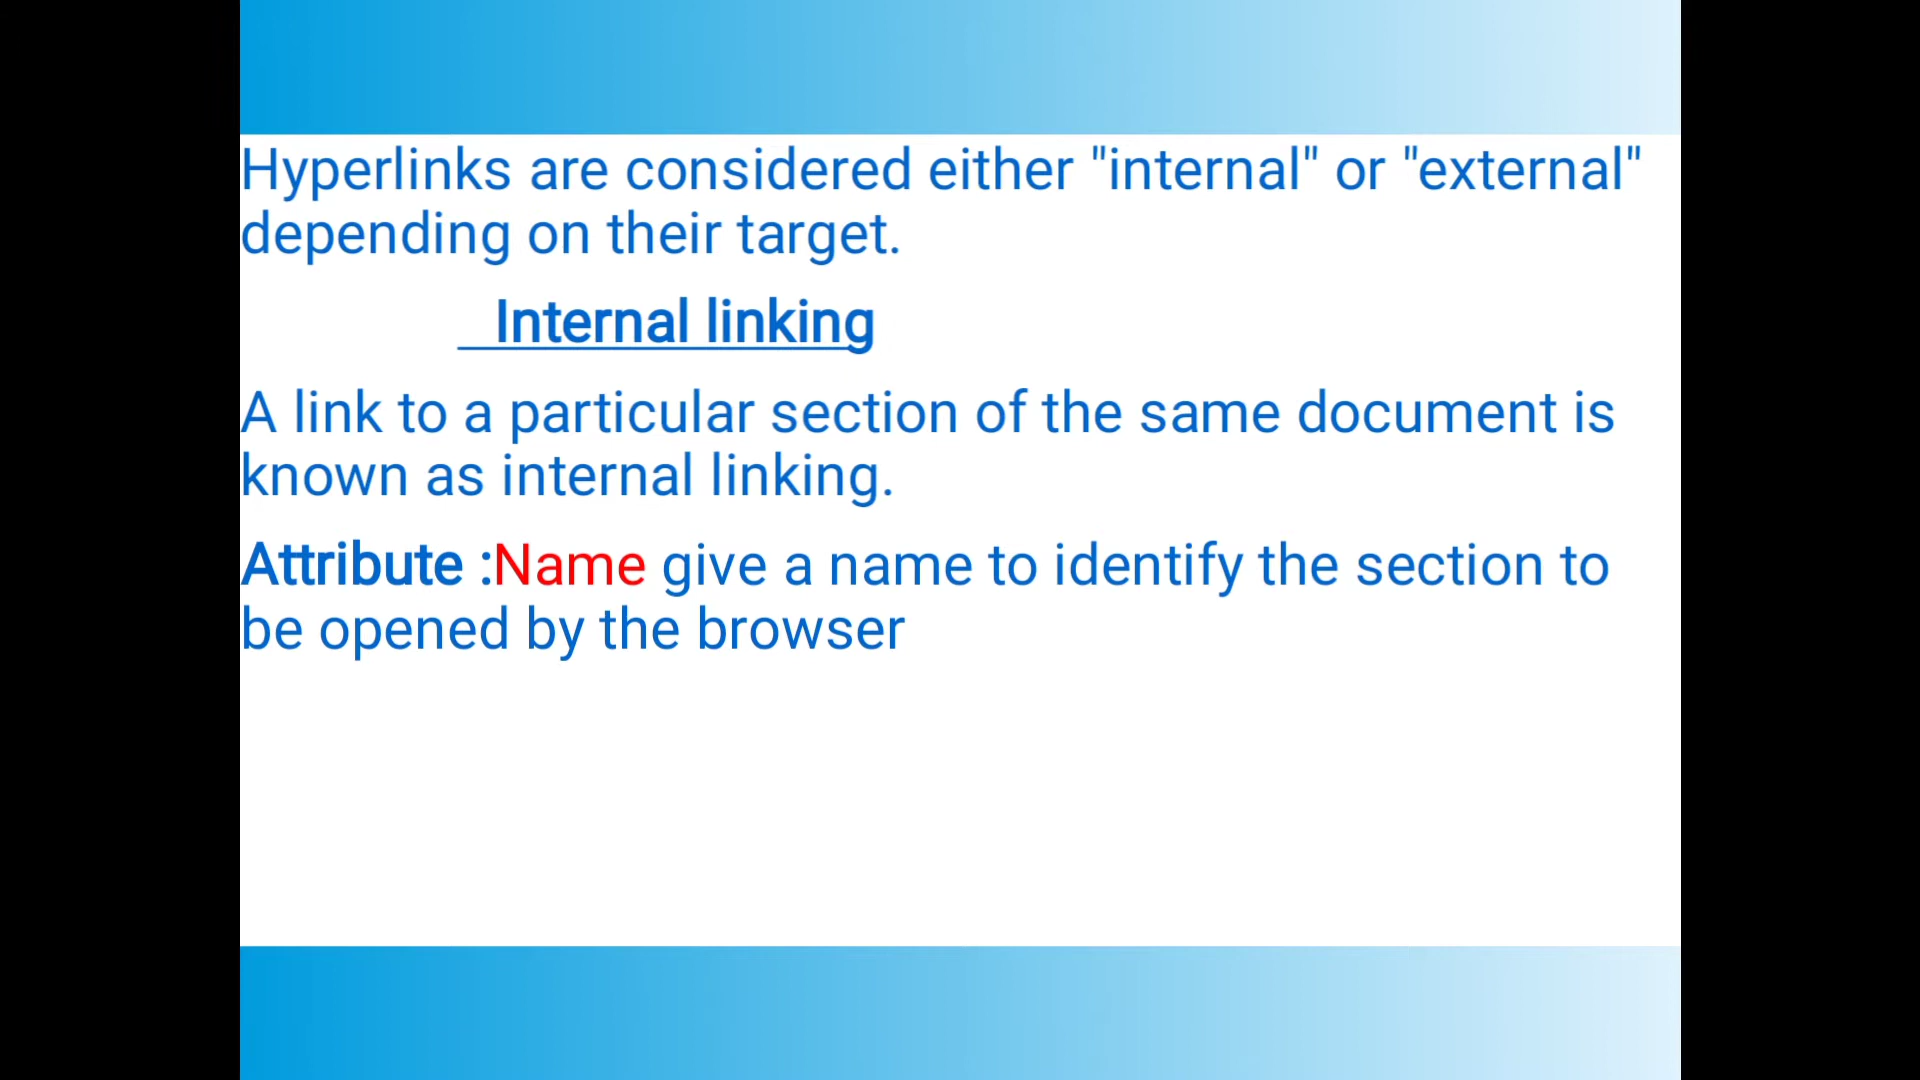 Hyperlinks are considered either "internal" or "external"
depending on their target.
Internal linking
A link to a particular section of the same document is
known as internal linking.
Attribute :Name give a name to identify the section to
be opened by the browser